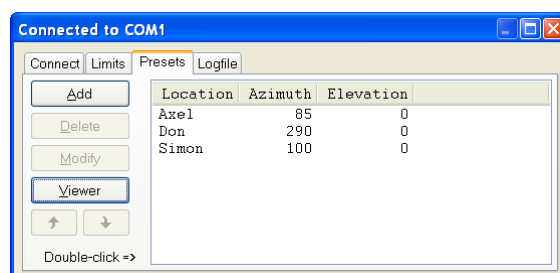 Connected to COM1
Connect Limits Presets Logfile
Add
Delete
Modify
Viewer
Double-click =>
Location Azimuth Elevation
Axel 85 0
Don 290 0
Simon 100 0